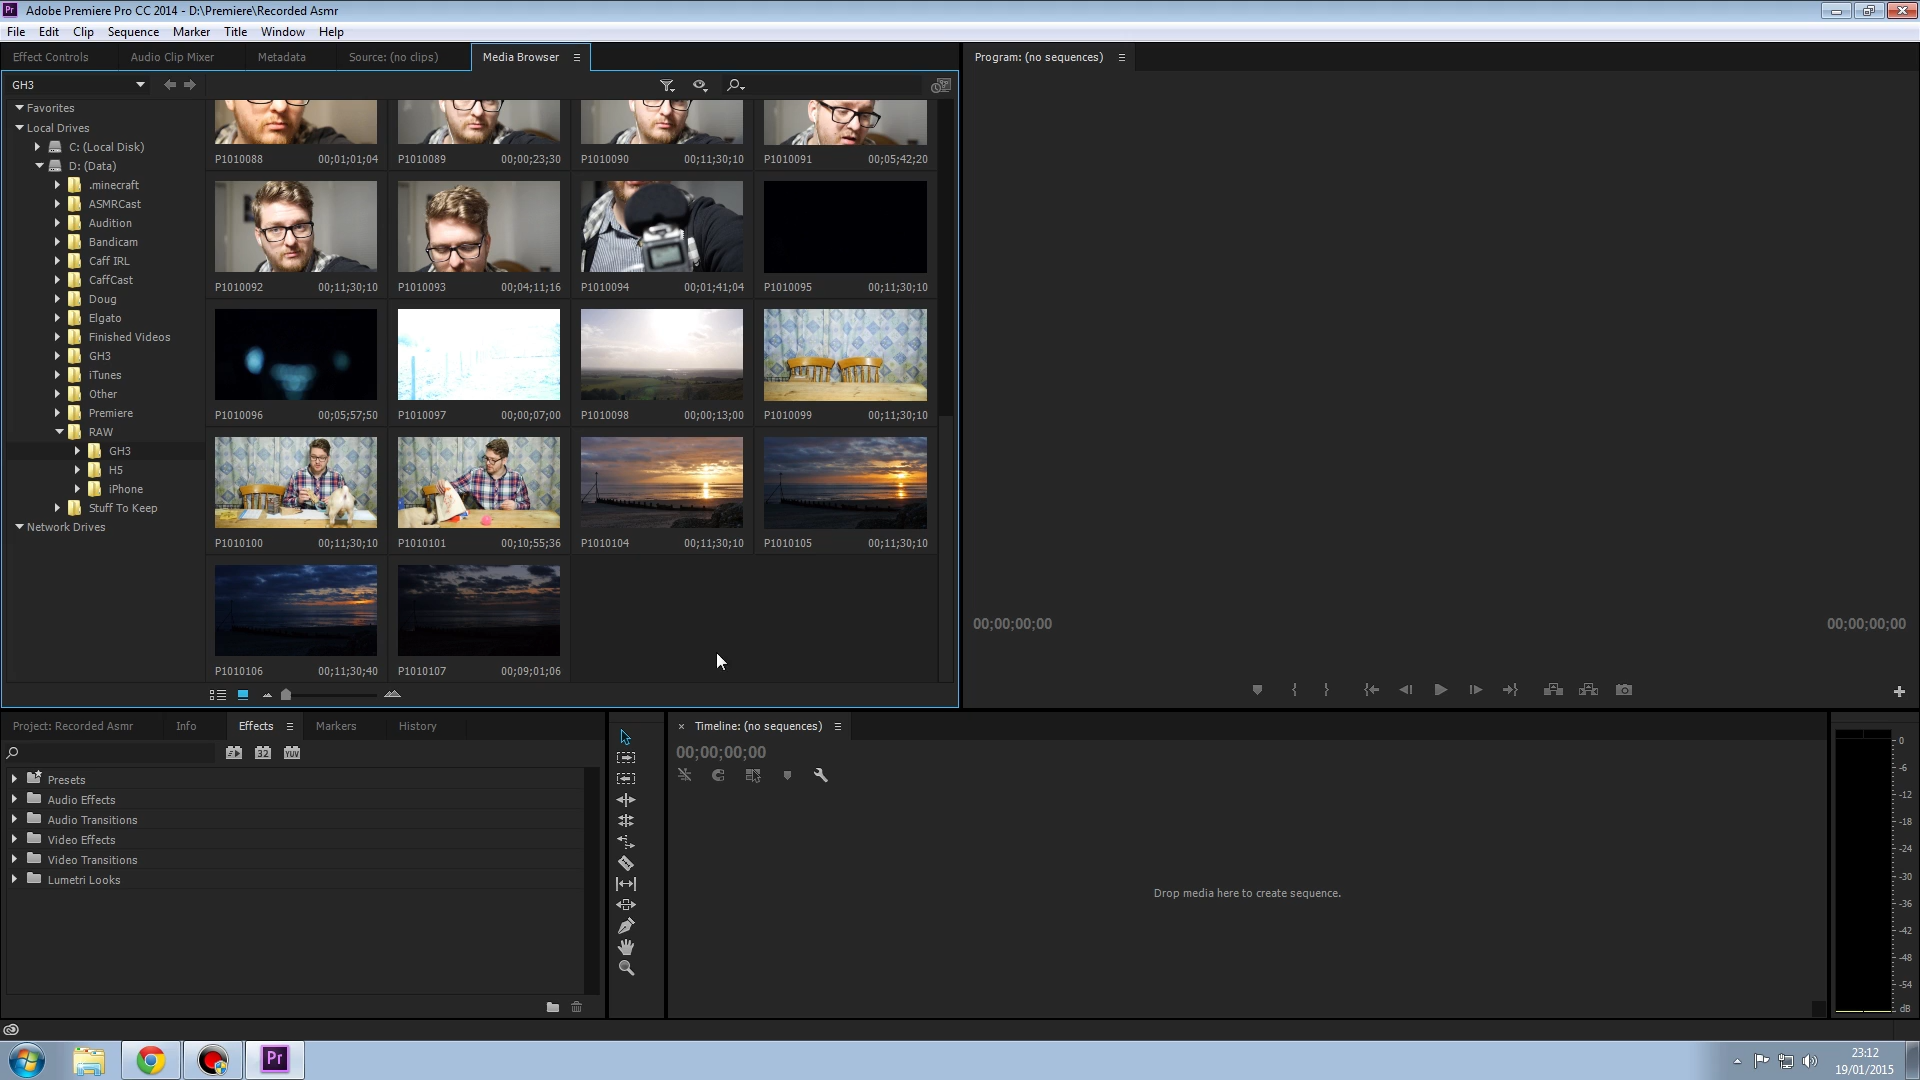 Adobe Premiere Pro CC 2014 - D:\Premiere\Recorded Asmr
File Edit Clip Sequence Marker Title Window Help
Effect Controls Audio Clip Mixer Metadata Source: (no clips) Media Browser
Program: (no sequences)
GH3
Favorites
Local Drives
C: (Local Disk)
D: (Data)
.minecraft
ASMRCast
Audition
Bandicam
Caff IRL
CaffCast
Doug
Elgato
Finished Videos
GH3
iTunes
Other
Premiere
RAW
GH3
H5
iPhone
Stuff To Keep
Network Drives
P1010088 00;01;01;04 P1010089 00;00;23;30 P1010090 00;11;30;10 P1010091 00;05;42;20
P1010092 00;11;30;10 P1010093 00;04;11;16 P1010094 00;01;41;04 P1010095 00;11;30;10
P1010096 00;05;57;50 P1010097 00;00;07;00 P1010098 00;00;13;00 P1010099 00;11;30;10
P1010100 00;11;30;10 P1010101 00;10;55;36 P1010104 00;11;30;10 P1010105 00;11;30;10
P1010106 00;11;30;40 P1010107 00;09;01;06
00;00;00;00 00;00;00;00
Project: Recorded Asmr Info Effects Markers History
32 YUV
Presets
Audio Effects
Audio Transitions
Video Effects
Video Transitions
Lumetri Looks
Timeline: (no sequences)
00;00;00;00
Drop media here to create sequence.
0
-6
-12
-18
-24
-30
-36
-42
-48
-54
dB
Pr
23:12
19/01/2015